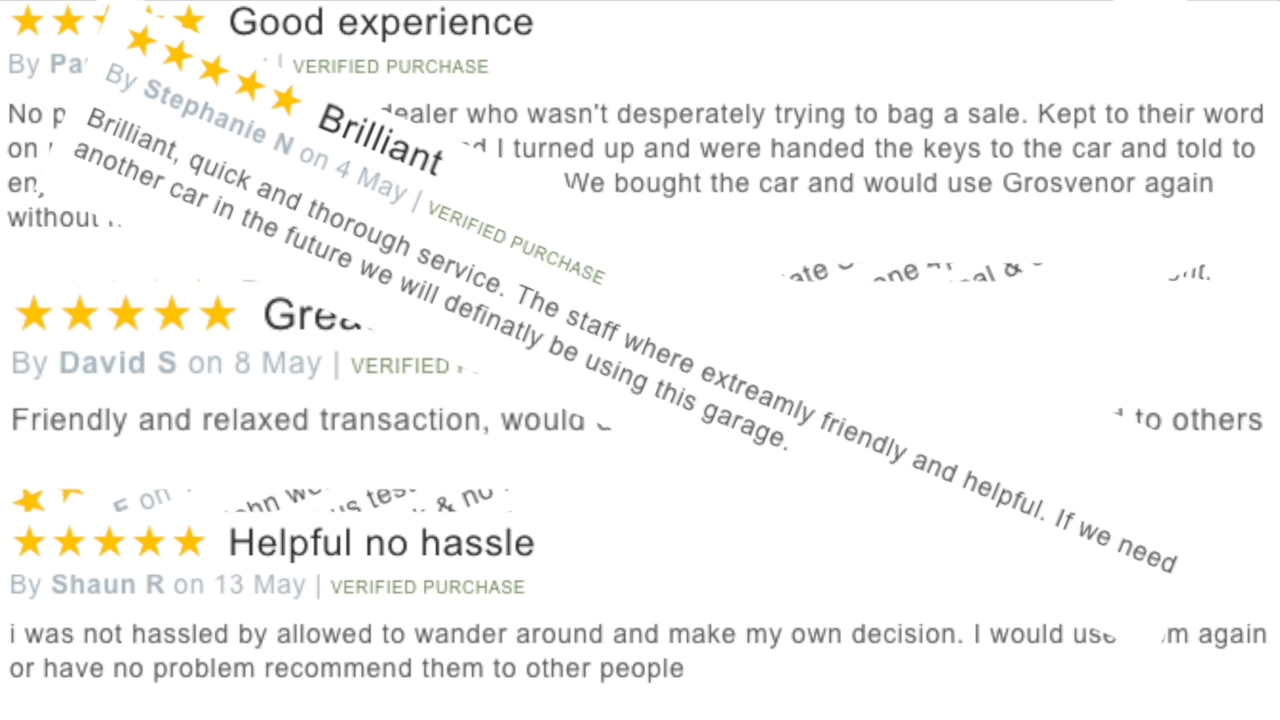 Good experience
By Pa | VERIFIED PURCHASE
No p dealer who wasn't desperately trying to bag a sale. Kept to their word
on I turned up and were handed the keys to the car and told to
en, We bought the car and would use Grosvenor again
without
Brilliant
By Stephanie N on 4 May | VERIFIED PURCHASE
Brilliant, quick and thorough service. The staff where extreamly friendly and helpful. If we need
another car in the future we will definatly be using this garage.
Grea
By David S on 8 May | VERIFIED
Friendly and relaxed transaction, would to others
on
Helpful no hassle
By Shaun R on 13 May | VERIFIED PURCHASE
i was not hassled by allowed to wander around and make my own decision. I would use m again
or have no problem recommend them to other people